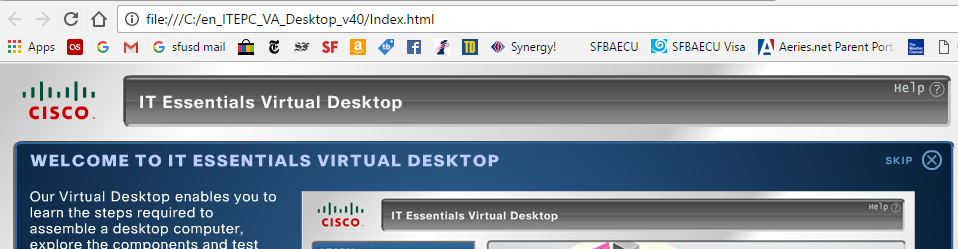 file:///C:/en_ITEPC_VA_Desktop_v40/Index.html
Apps sfusd mail SF Synergy! SFBAECU SFBAECU Visa Aeries.net Parent Port
CISCO IT Essentials Virtual Desktop Help ?
WELCOME TO IT ESSENTIALS VIRTUAL DESKTOP SKIP
Our Virtual Desktop enables you to
learn the steps required to
assemble a desktop computer,
explore the components and test
CISCO IT Essentials Virtual Desktop Help ?